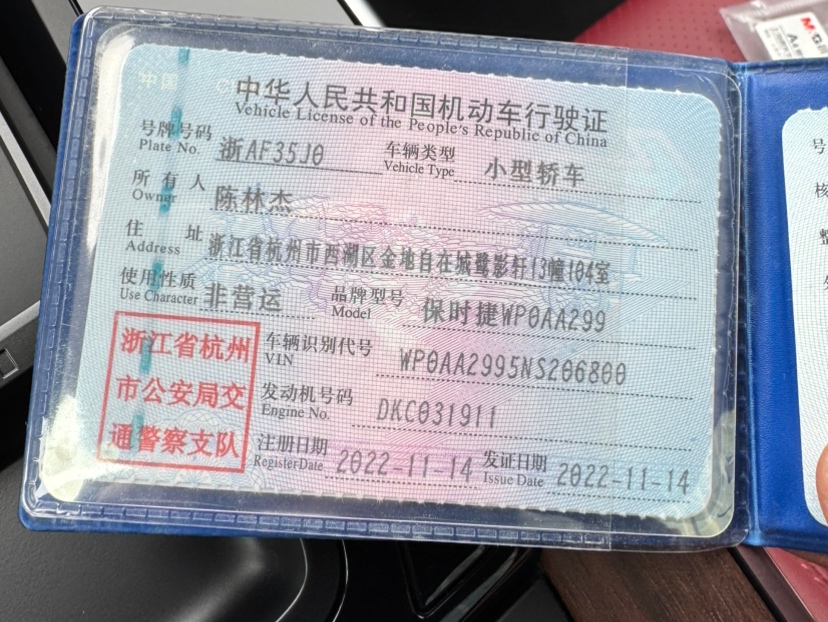 中国
中华人民共和国机动车行驶证
Vehicle License of the People's Republic of China
号牌号码 浙AF35J0 车辆类型 小型轿车
Plate No. Vehicle Type
所有人 陈林杰
Owner
住址 浙江省杭州市西湖区金地自在城鹭影轩13幢104室
Address
使用性质 非营运 品牌型号 保时捷WP0AA299
Use Character Model
浙江省杭州
市公安局交
通警察支队
车辆识别代号 WP0AA2995NS206800
VIN
发动机号码 DKC031911
Engine No.
注册日期 2022-11-14 发证日期 2022-11-14
Register Date Issue Date
M&G
号
核
整